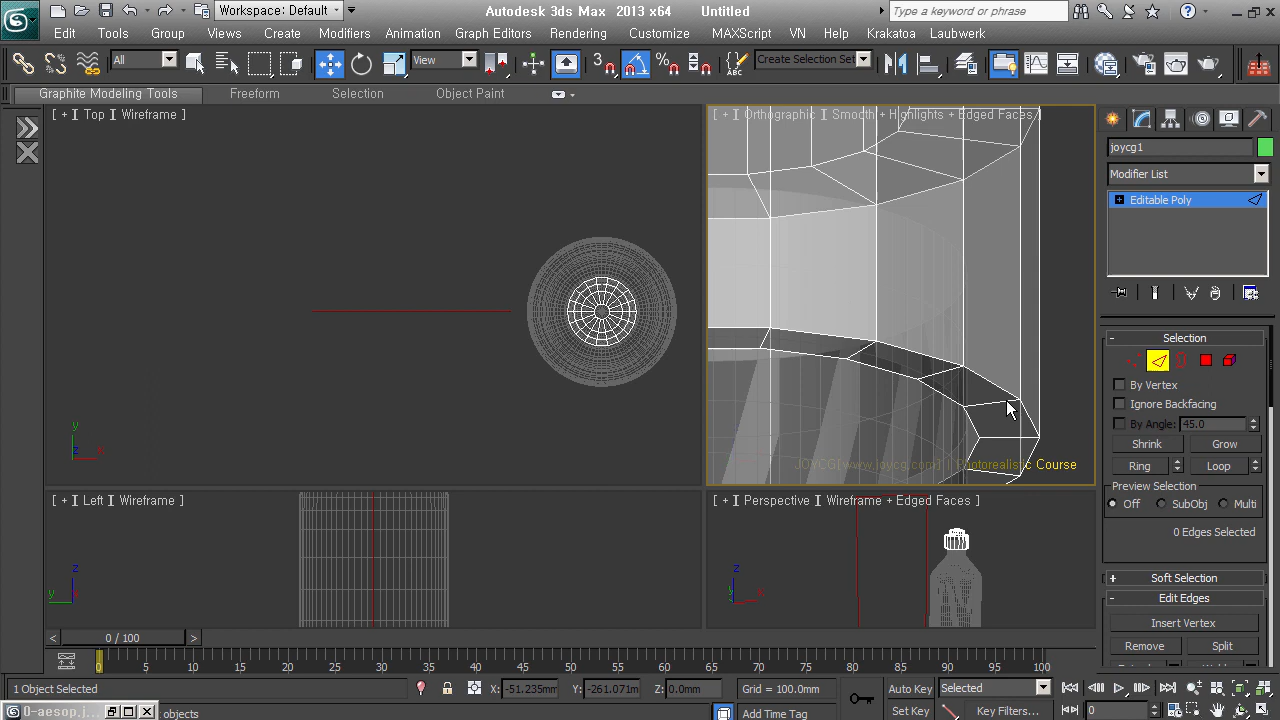 Workspace: Default
Autodesk 3ds Max 2013 x64 Untitled
Type a keyword or phrase
Edit Tools Group Views Create Modifiers Animation Graph Editors Rendering Customize MAXScript VN Help Krakatoa Laubwerk
All View 3 Create Selection Se
Graphite Modeling Tools Freeform Selection Object Paint
[ + ] Top ] Wireframe ]
[ + ] Orthographic ] Smooth + Highlights + Edged Faces ]
joycg1
Modifier List
Editable Poly
Selection
By Vertex
Ignore Backfacing
By Angle: 45.0
Shrink Grow
Ring Loop
Preview Selection
Off SubObj Multi
0 Edges Selected
Soft Selection
Edit Edges
Insert Vertex
Remove Split
y
z x
[ + ] Left ] Wireframe ]
z
y x
[ + ] Perspective ] Wireframe + Edged Faces ]
z
y x
0 / 100
0 5 10 15 20 25 30 35 40 45 50 55 60 65 70 75 80 85 90 95 100
1 Object Selected
X: -51.235mm Y: -261.071m Z: 0.0mm Grid = 100.0mm
Auto Key Selected
0-aesop,j... objects
Add Time Tag
Set Key Key Filters... 0